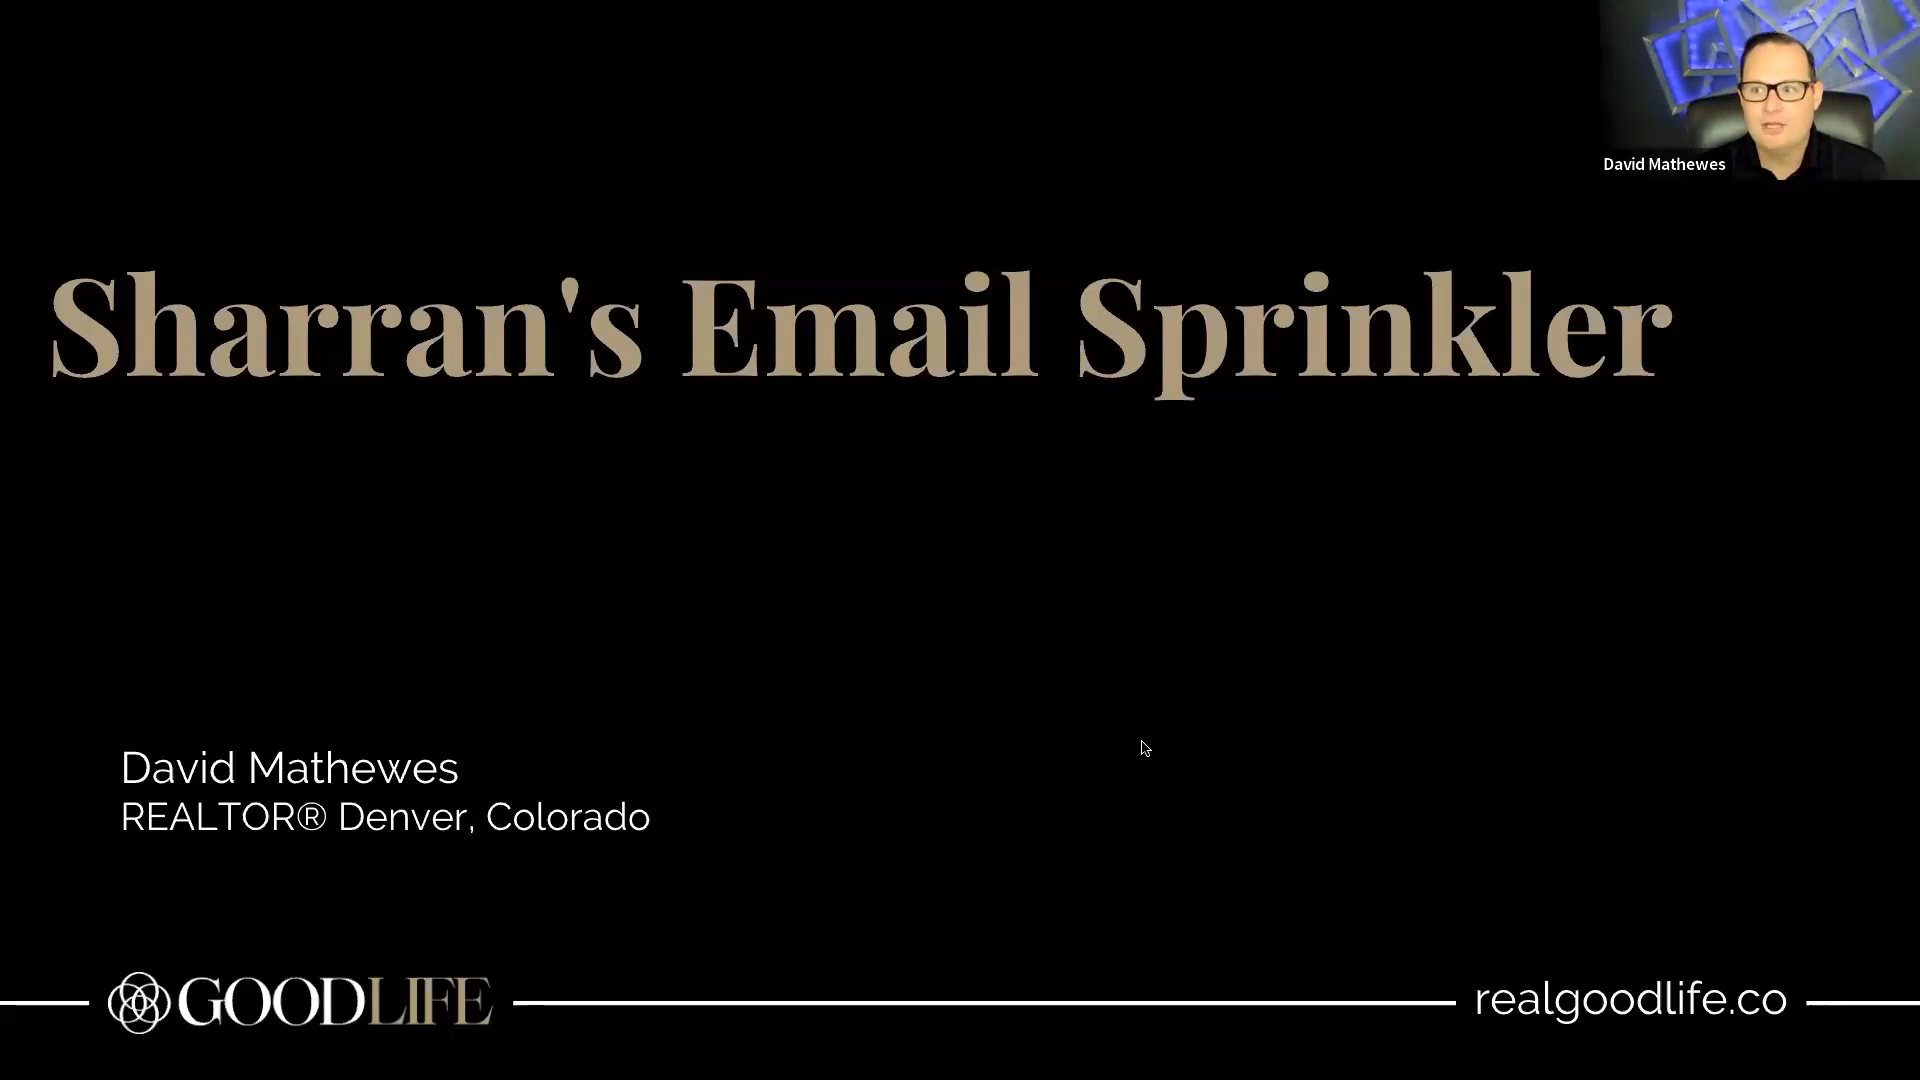 David Mathewes
Sharran's Email Sprinkler
David Mathewes
REALTOR® Denver, Colorado
GOODLIFE
realgoodlife.co